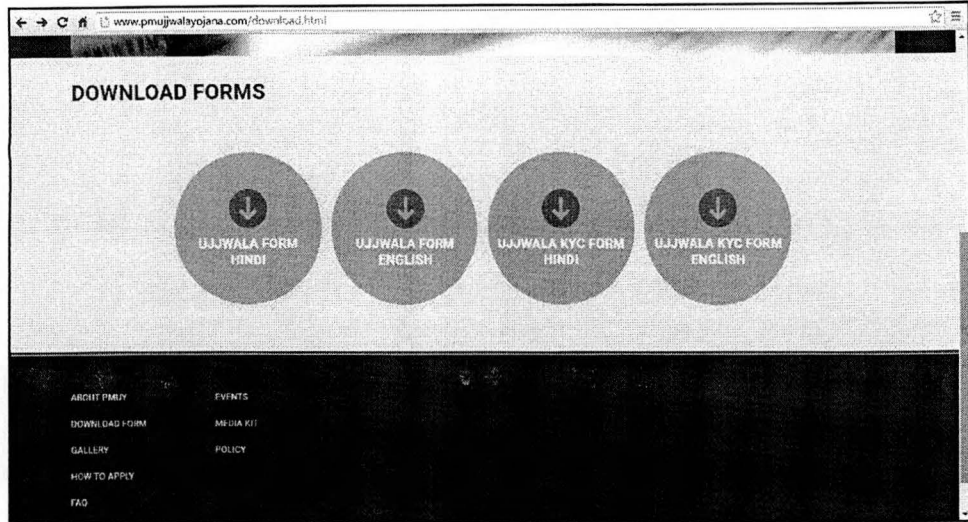 www.pmujjwalayojana.com/download.html
DOWNLOAD FORMS
UJJWALA FORM
HINDI
UJJWALA FORM
ENGLISH
UJJWALA KYC FORM
HINDI
UJJWALA KYC FORM
ENGLISH
ABOUT PMUY
DOWNLOAD FORM
GALLERY
HOW TO APPLY
FAQ
EVENTS
MEDIA KIT
POLICY